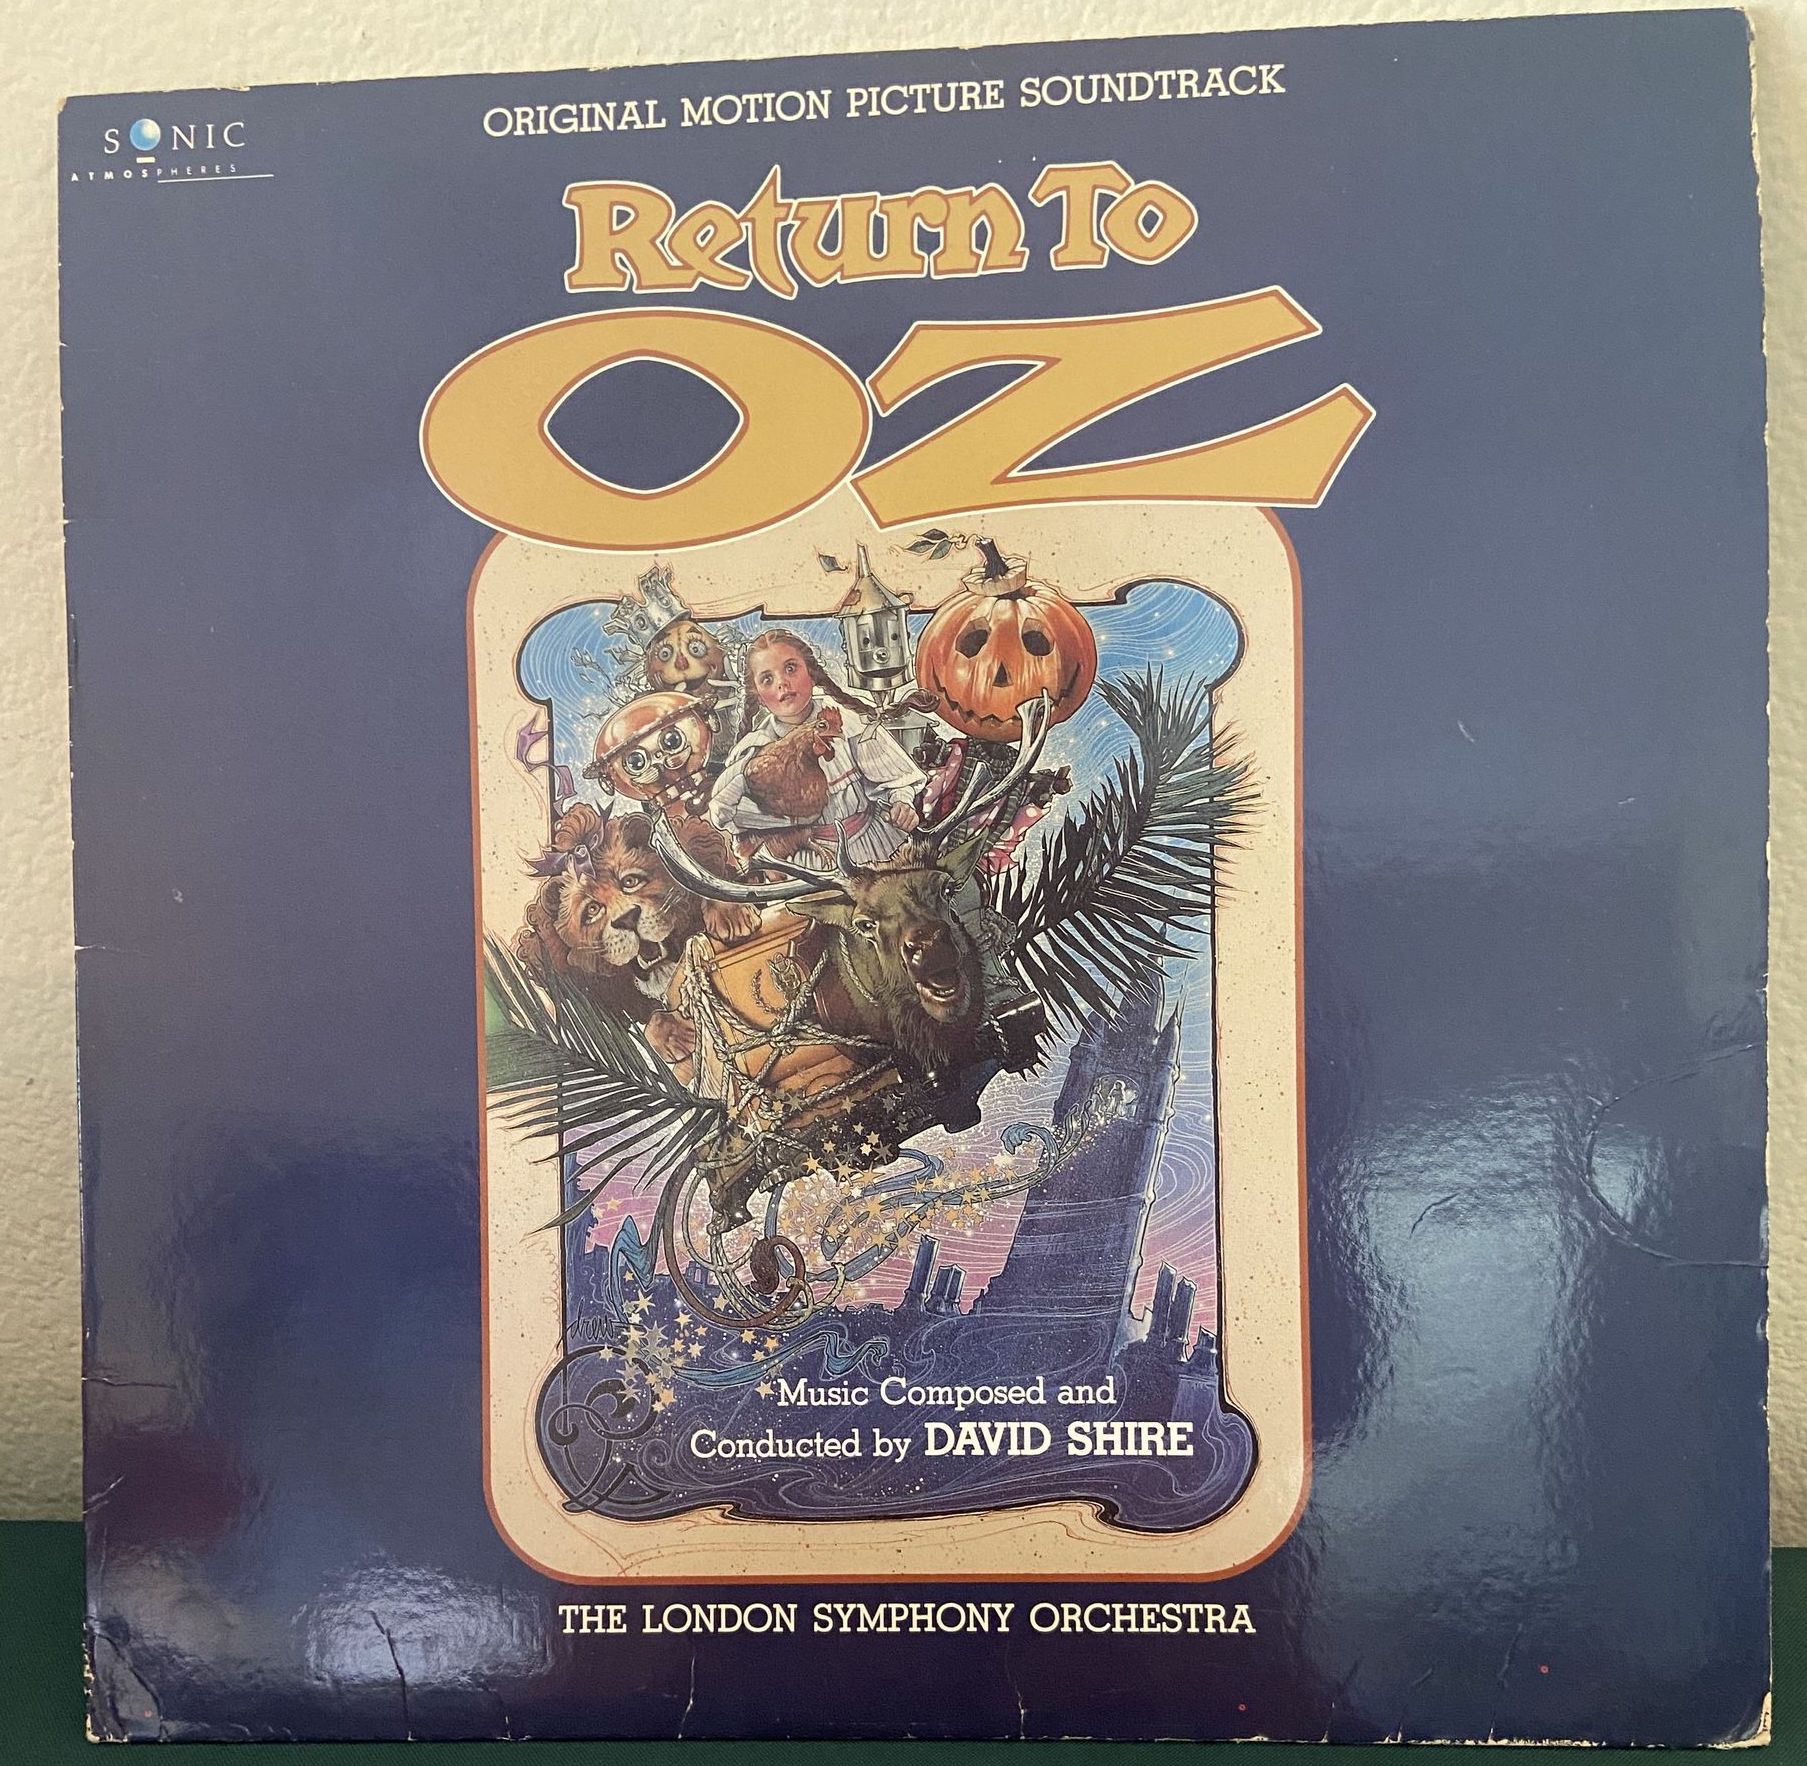 ORIGINAL MOTION PICTURE SOUNDTRACK
SONIC
ATMOSPHERES
Return To
OZ
drew
Music Composed and
Conducted by DAVID SHIRE
THE LONDON SYMPHONY ORCHESTRA